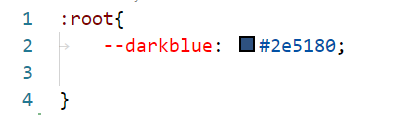 1 :root{
2 --darkblue: #2e5180;
3
4 }